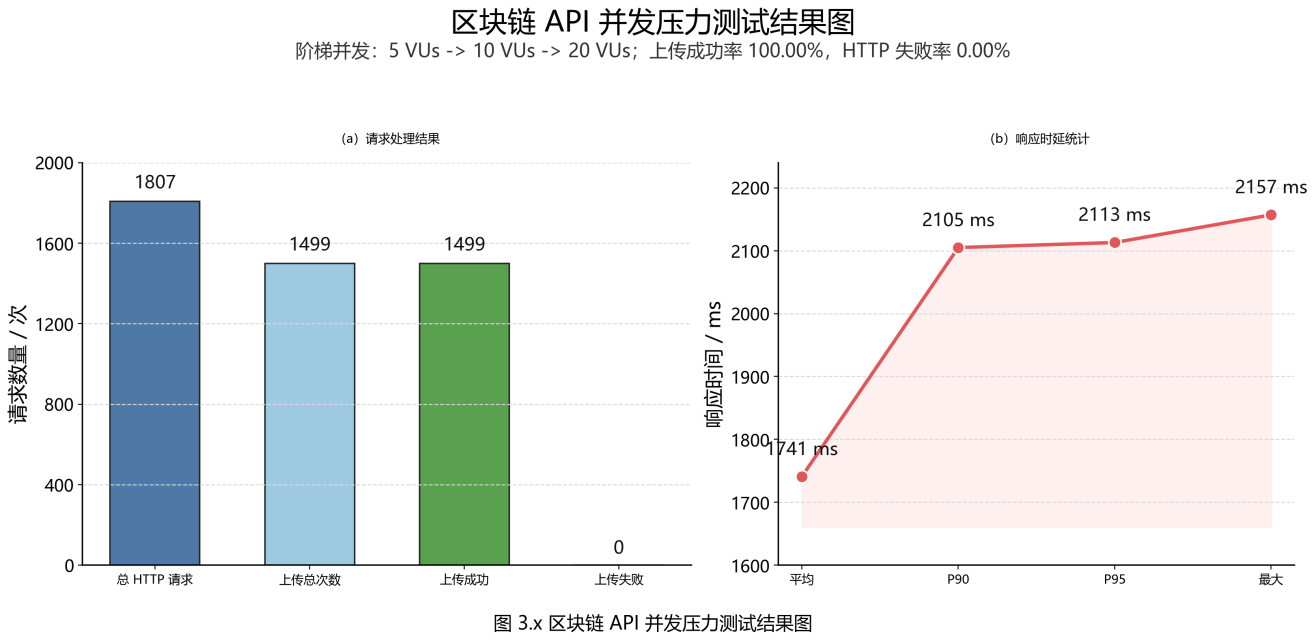 区块链 API 并发压力测试结果图
阶梯并发：5 VUs -> 10 VUs -> 20 VUs；上传成功率 100.00%，HTTP 失败率 0.00%
（a）请求处理结果
请求数量 / 次
2000
1600
1200
800
400
0
1807
1499
1499
0
总 HTTP 请求
上传总次数
上传成功
上传失败
（b）响应时延统计
响应时间 / ms
2200
2100
2000
1900
1800
1700
1600
1741 ms
2105 ms
2113 ms
2157 ms
平均
P90
P95
最大
图 3.x 区块链 API 并发压力测试结果图